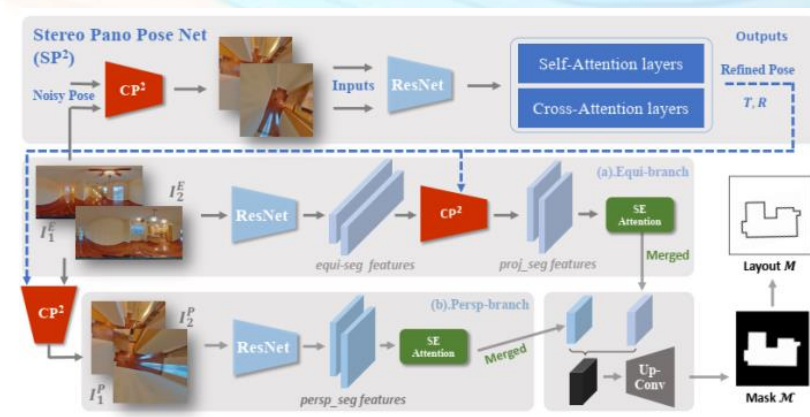 Stereo Pano Pose Net
(SP²)
Noisy Pose
CP²
Inputs
ResNet
Self-Attention layers
Cross-Attention layers
Outputs
Refined Pose
T, R
I₁ᴱ
I₂ᴱ
ResNet
equi-seg features
CP²
proj_seg features
(a).Equi-branch
SE
Attention
Merged
CP²
I₁ᴾ
I₂ᴾ
ResNet
persp_seg features
(b).Persp-branch
SE
Attention
Merged
Up-
Conv
Layout M
Mask ℳ